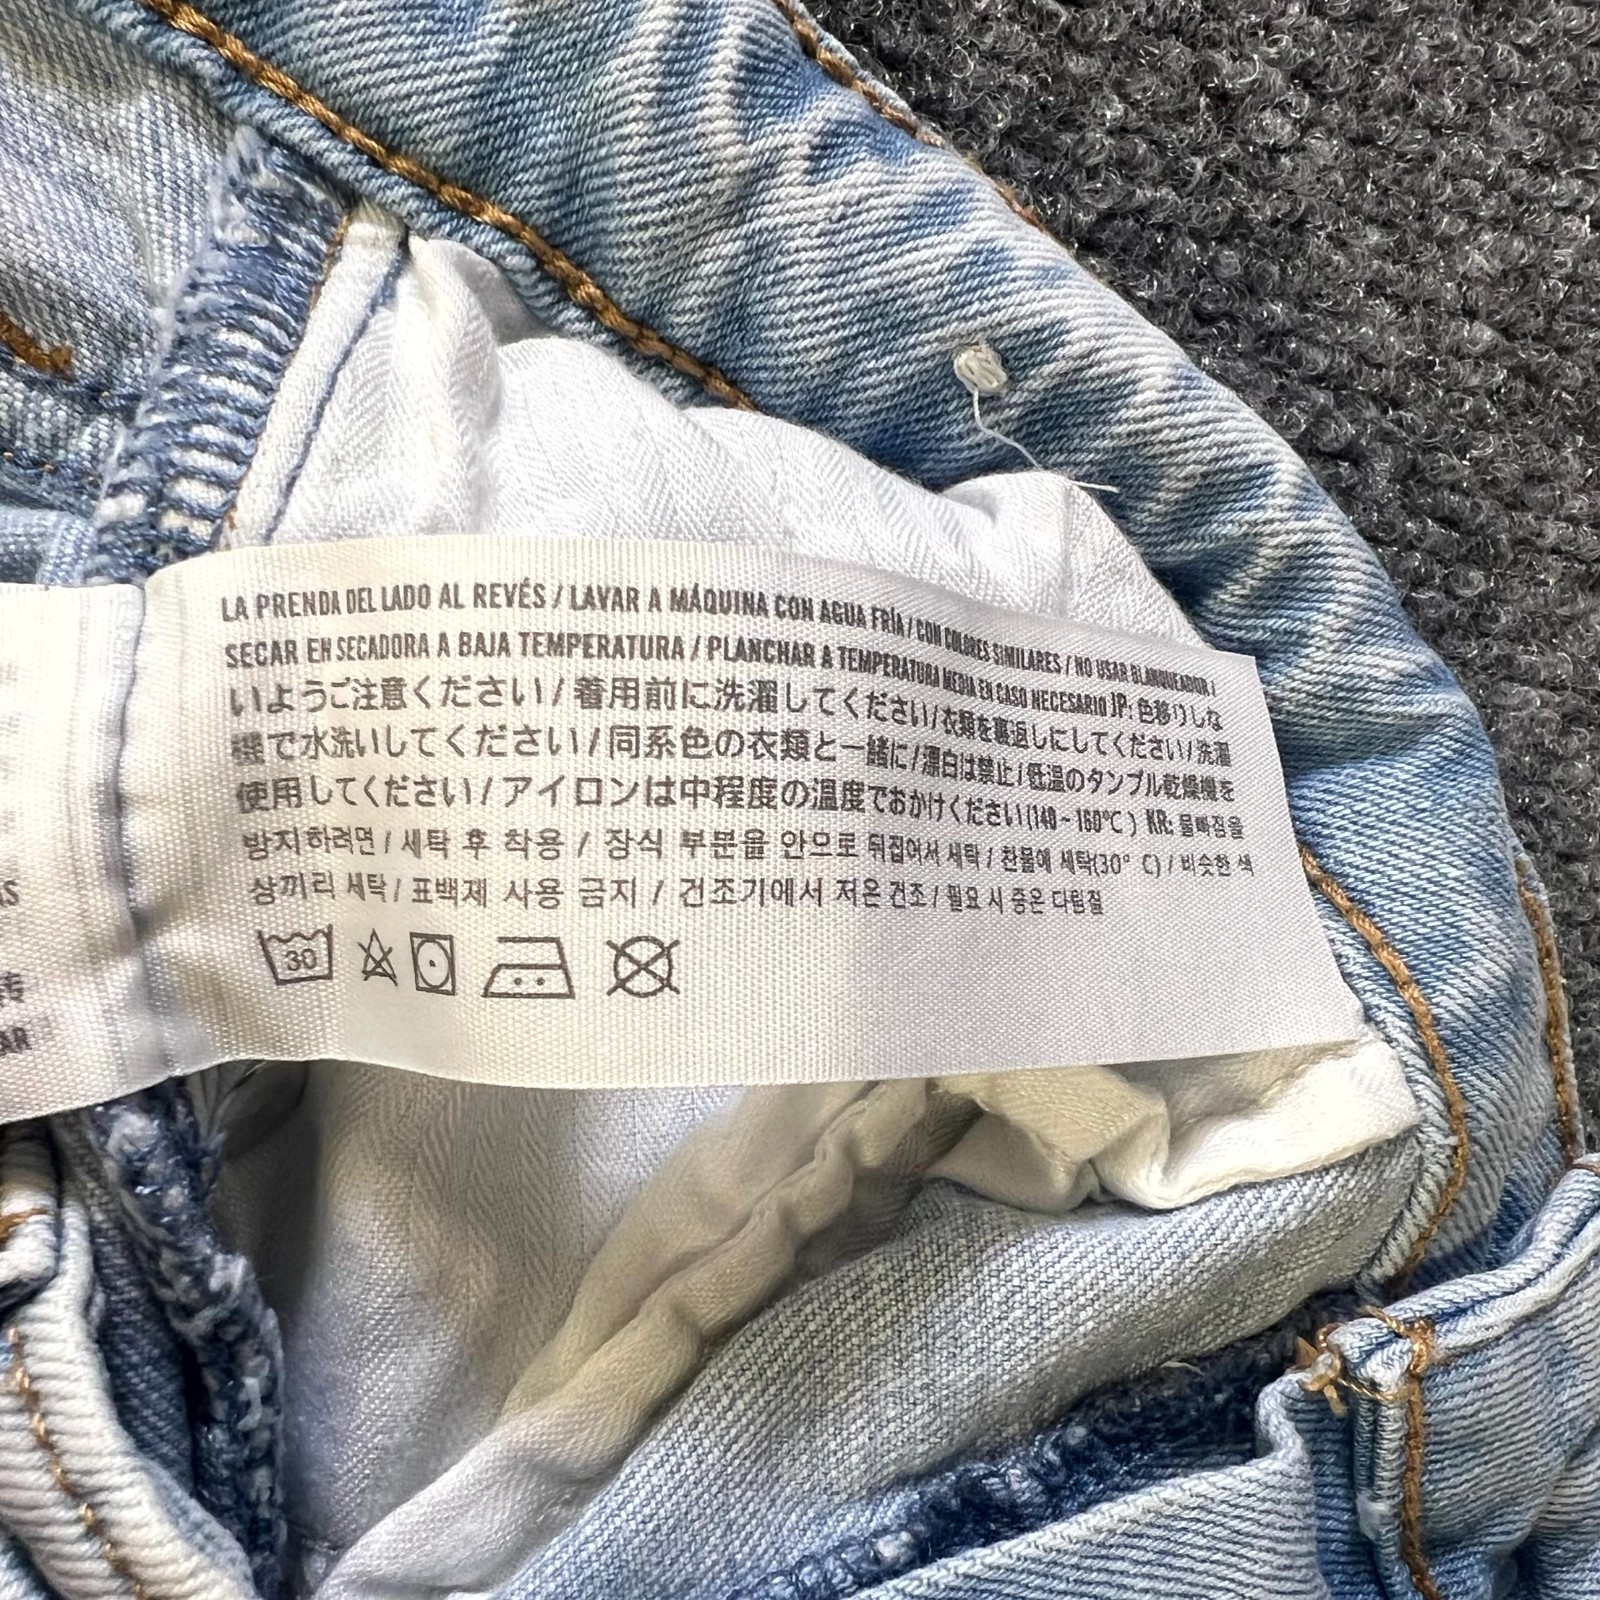 LA PRENDA DEL LADO AL REVÉS / LAVAR A MÁQUINA CON AGUA FRÍA / CON COLORES SIMILARES / NO USAR BLANQUEADOR /
SECAR EN SECADORA A BAJA TEMPERATURA / PLANCHAR A TEMPERATURA MEDIA EN CASO NECESARIO JP: 色移りしな
いようご注意ください / 着用前に洗濯してください / 衣類を裏返しにしてください / 洗濯
機で水洗いしてください / 同系色の衣類と一緒に / 漂白は禁止 / 低温のタンブル乾燥機を
使用してください / アイロンは中程度の温度でおかけください (140 ~ 160°C ) KR: 물빠짐을
방지하려면 / 세탁 후 착용 / 장식 부분을 안으로 뒤집어서 세탁 / 찬물에 세탁(30° C) / 비슷한 색
상끼리 세탁 / 표백제 사용 금지 / 건조기에서 저온 건조 / 필요 시 중온 다림질
30
AR